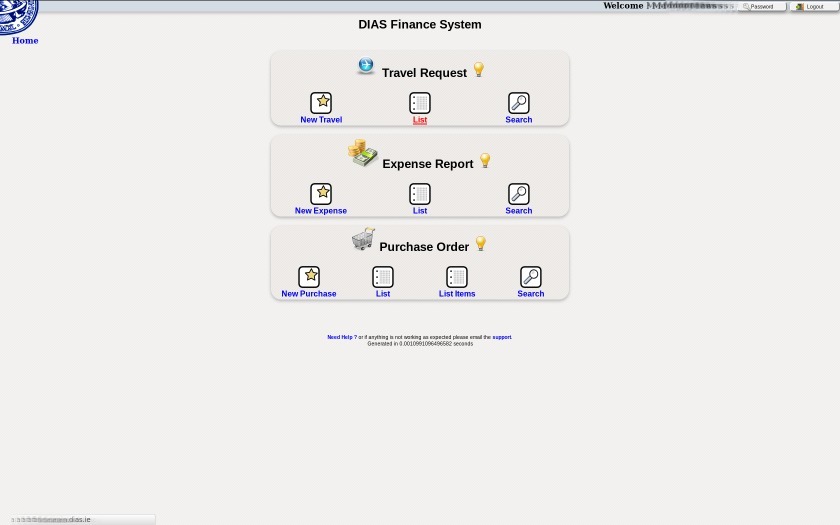 Welcome
Password
Logout
Home
DIAS Finance System
Travel Request
New Travel
List
Search
Expense Report
New Expense
List
Search
Purchase Order
New Purchase
List
List Items
Search
Need Help ? or if anything is not working as expected please email the support.
Generated in 0.0010991096496582 seconds
dias.ie